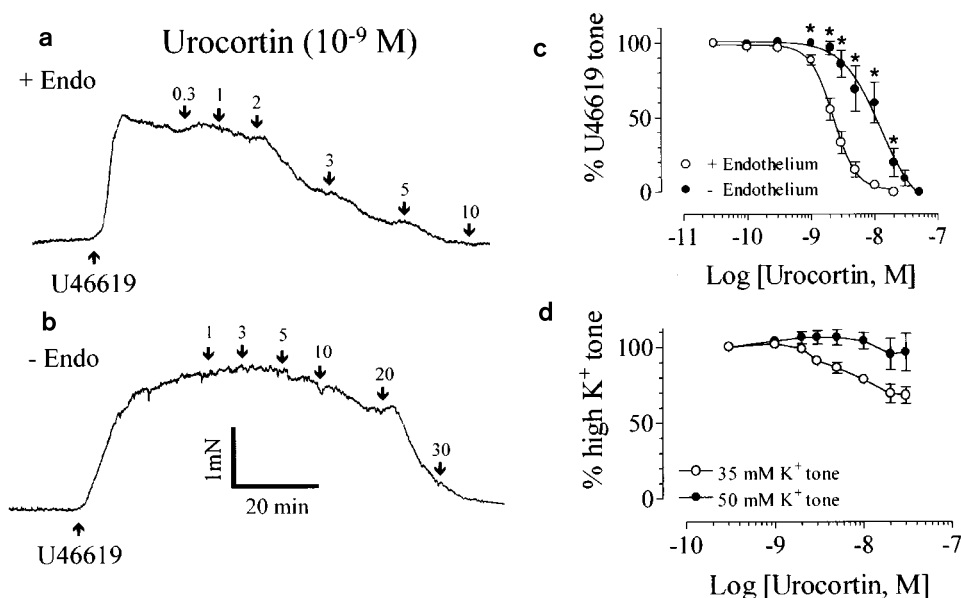 a
Urocortin (10⁻⁹ M)
+ Endo
0.3
1
2
3
5
10
U46619
b
- Endo
1
3
5
10
20
30
1mN
20 min
U46619
c
% U46619 tone
100
50
0
* * * * * *
+ Endothelium
- Endothelium
-11 -10 -9 -8 -7
Log [Urocortin, M]
d
% high K⁺ tone
100
50
0
35 mM K⁺ tone
50 mM K⁺ tone
-10 -9 -8 -7
Log [Urocortin, M]